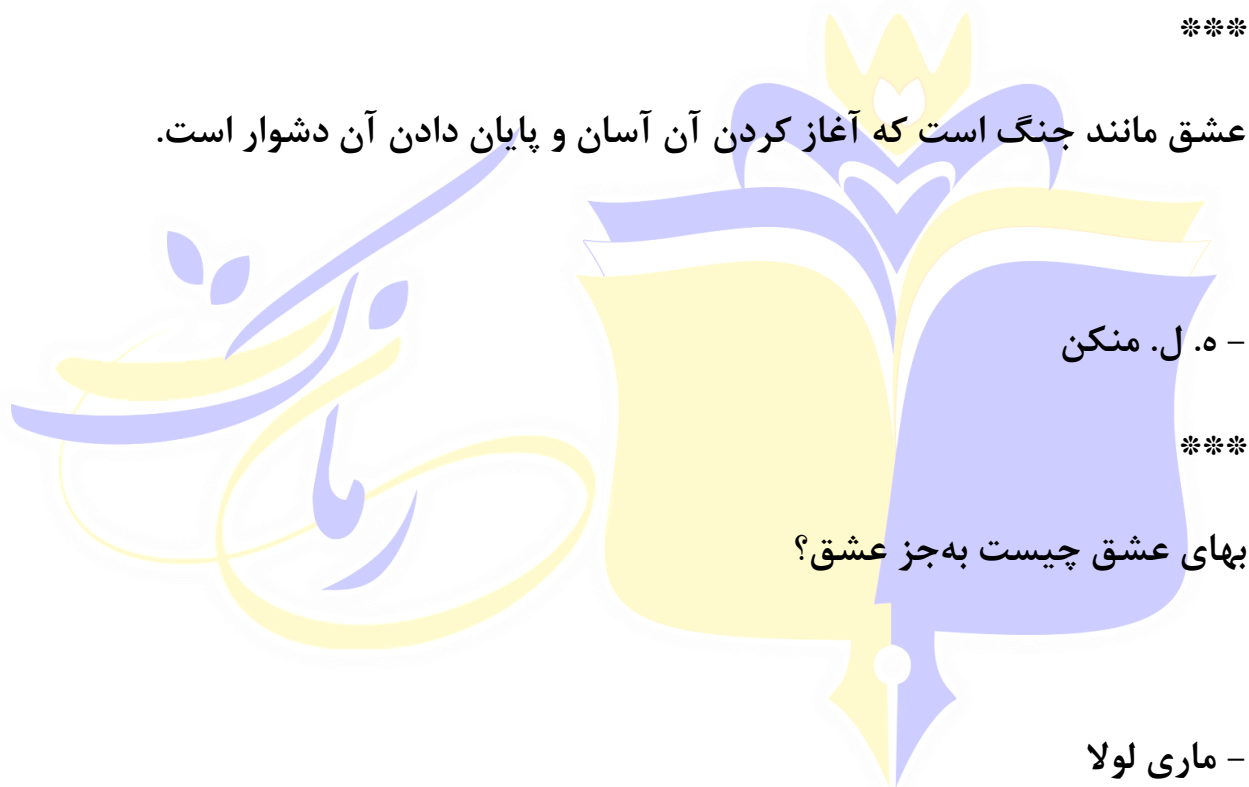 ***
عشق مانند جنگ است که آغاز کردن آن آسان و پایان دادن آن دشوار است.
- ه. ل. منکن
***
بهای عشق چیست به‌جز عشق؟
- ماری لولا